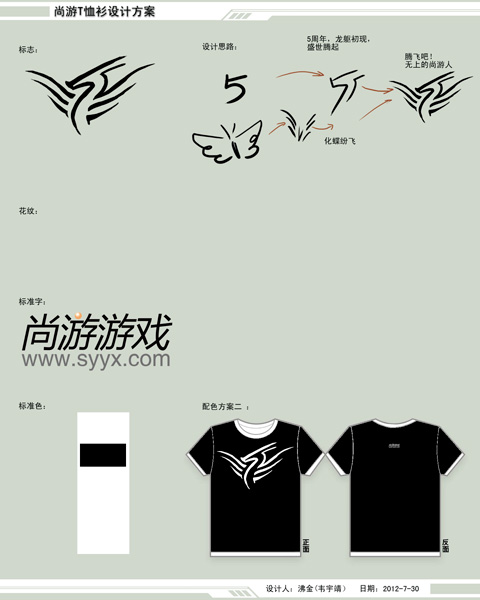 尚游T恤衫设计方案
标志：
设计思路：
5周年，龙躯初现，
盛世腾起
腾飞吧！
无上的尚游人
5
化蝶纷飞
花纹：
标准字：
尚游游戏
www.syyx.com
标准色：
配色方案二 ：
正面
反面
设计人：沸金(韦宇靖)
日期：2012-7-30